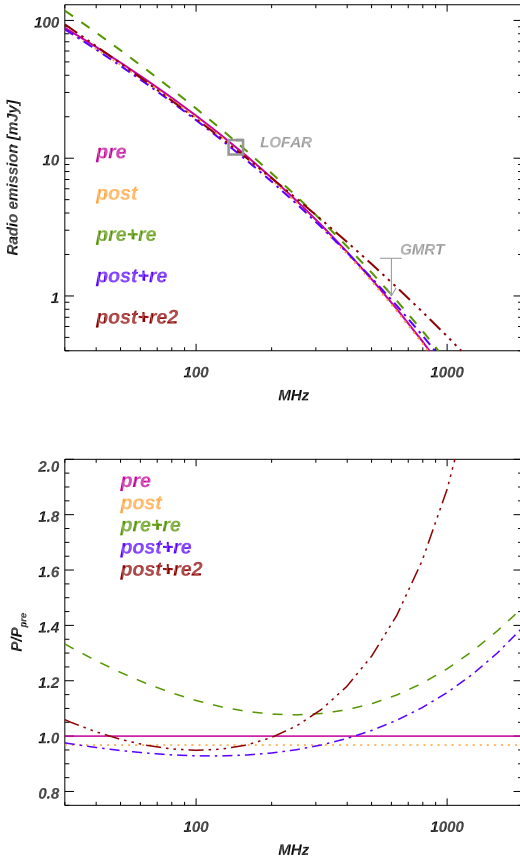 100
LOFAR
pre
10
post
pre+re
GMRT
post+re
1
post+re2
Radio emission [mJy]
100
1000
MHz
2.0
pre
post
1.8
pre+re
post+re
post+re2
1.6
1.4
P/Ppre
1.2
1.0
0.8
100
1000
MHz